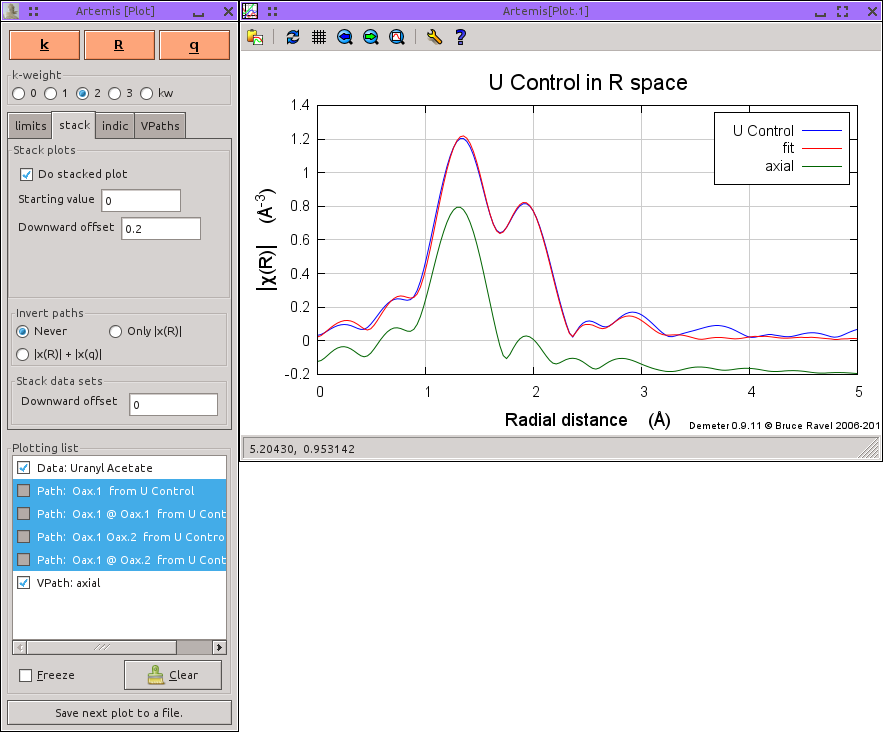 Artemis [Plot]
k
R
q
k-weight
0 1 2 3 kw
limits stack indic VPaths
Stack plots
Do stacked plot
Starting value 0
Downward offset 0.2
Invert paths
Never Only |χ(R)|
|χ(R)| + |χ(q)|
Stack data sets
Downward offset 0
Plotting list
Data: Uranyl Acetate
Path: Oax.1 from U Control
Path: Oax.1 @ Oax.1 from U Cont
Path: Oax.1 Oax.2 from U Contro
Path: Oax.1 @ Oax.2 from U Cont
VPath: axial
Freeze
Clear
Save next plot to a file.
Artemis[Plot.1]
U Control in R space
U Control
fit
axial
|χ(R)| (Å-3)
1.4
1.2
1
0.8
0.6
0.4
0.2
0
-0.2
0 1 2 3 4 5
Radial distance (Å)
Demeter 0.9.11 © Bruce Ravel 2006-201
5.20430, 0.953142